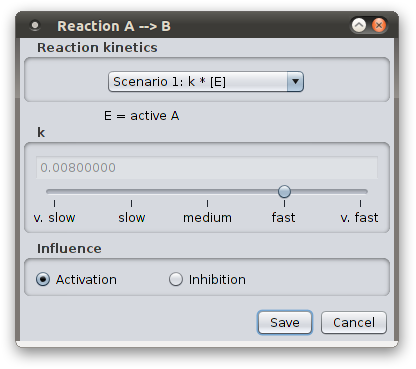 Reaction A --> B
Reaction kinetics
Scenario 1: k * [E]
E = active A
k
0.00800000
v. slow slow medium fast v. fast
Influence
Activation Inhibition
Save Cancel